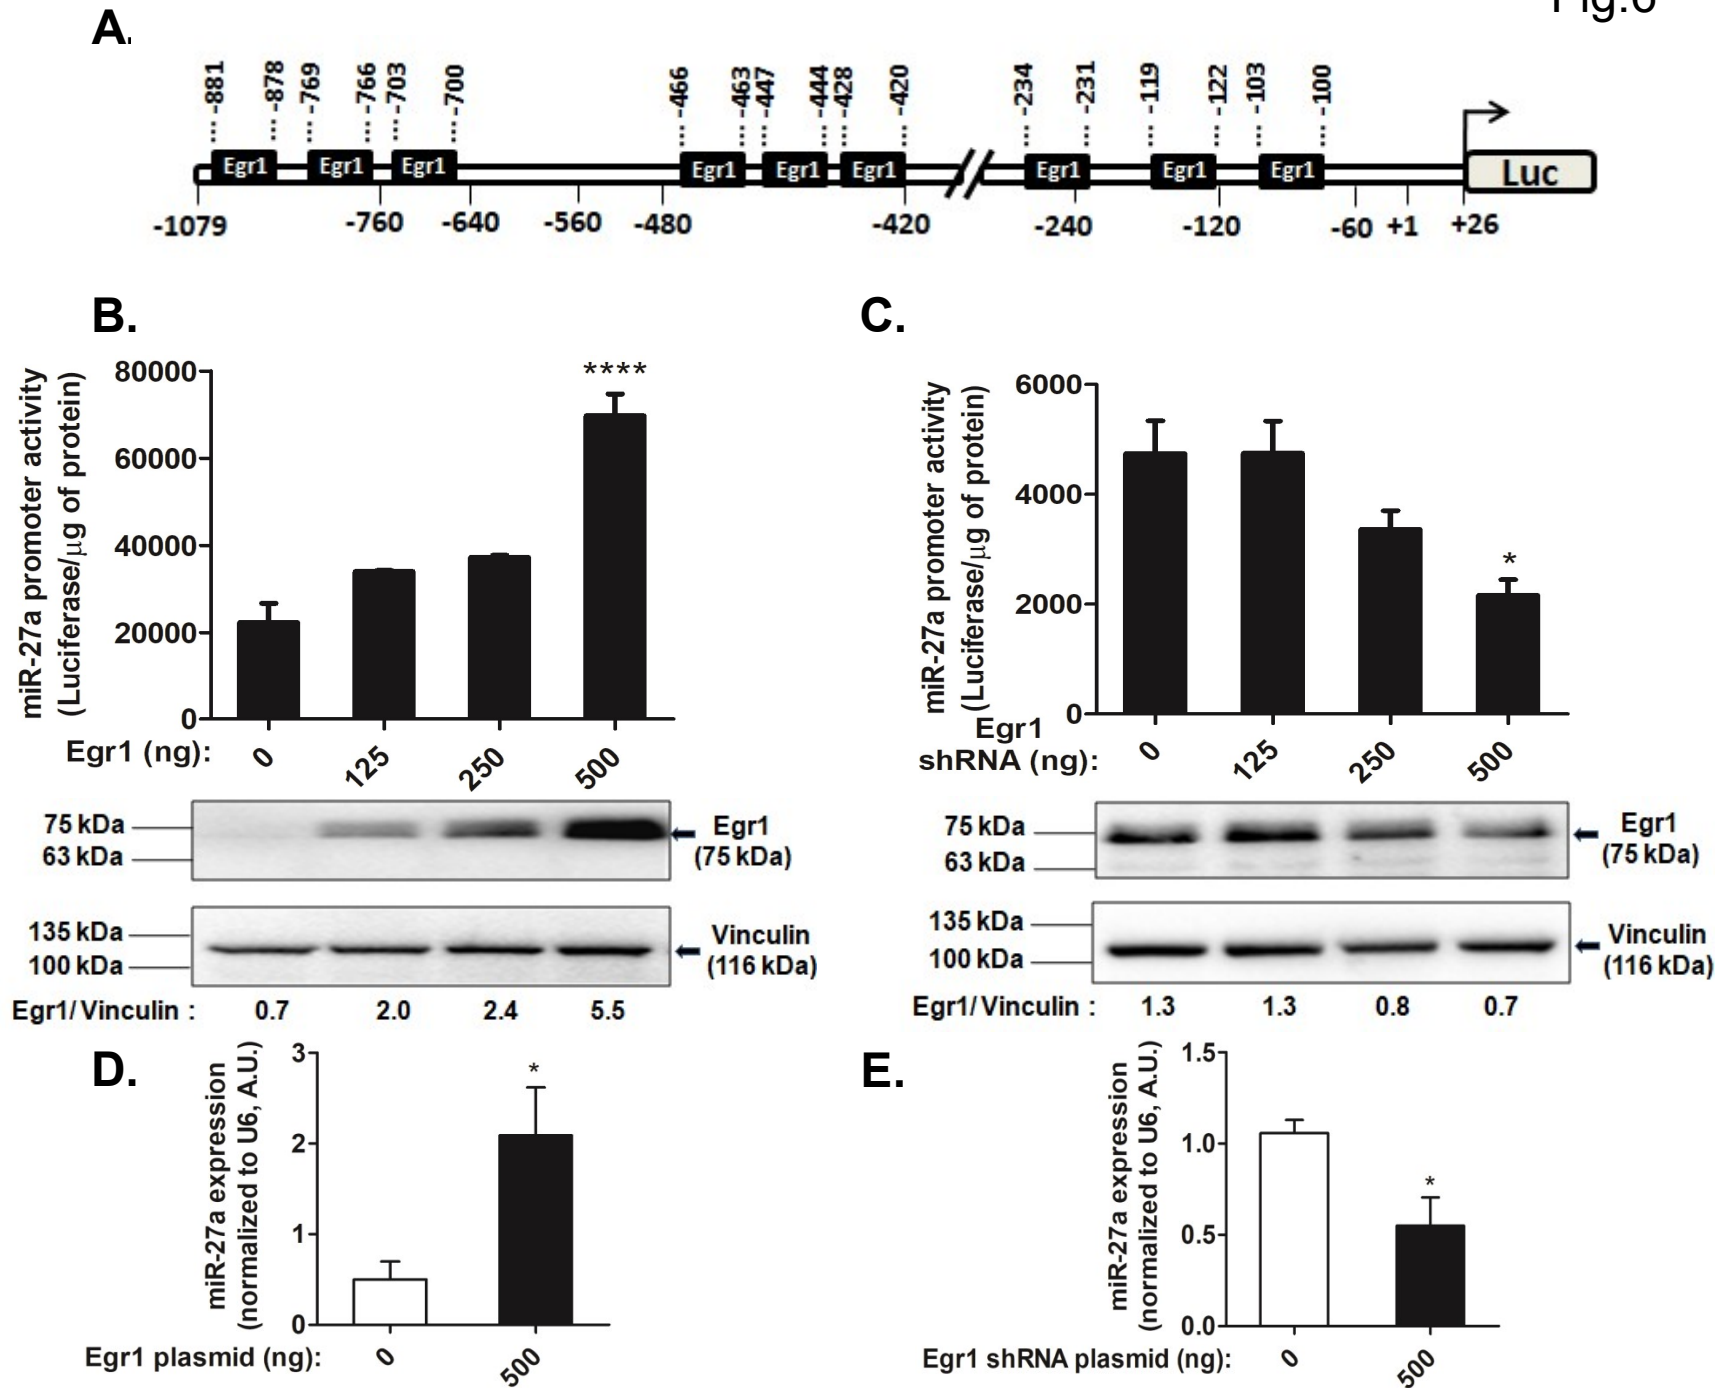 Fig.6
A.
-881 -878 -769 -766 -703 -700 -466 -463 -447 -444 -428 -420 -234 -231 -119 -122 -103 -100
Egr1 Egr1 Egr1 Egr1 Egr1 Egr1 Egr1 Egr1 Egr1 Luc
-1079 -760 -640 -560 -480 -420 -240 -120 -60 +1 +26
B.
miR-27a promoter activity
(Luciferase/μg of protein)
80000
60000
40000
20000
0
****
Egr1 (ng): 0 125 250 500
75 kDa
63 kDa
Egr1
(75 kDa)
135 kDa
100 kDa
Vinculin
(116 kDa)
Egr1/ Vinculin : 0.7 2.0 2.4 5.5
C.
miR-27a promoter activity
(Luciferase/μg of protein)
6000
4000
2000
0
*
Egr1
shRNA (ng): 0 125 250 500
75 kDa
63 kDa
Egr1
(75 kDa)
135 kDa
100 kDa
Vinculin
(116 kDa)
Egr1/ Vinculin : 1.3 1.3 0.8 0.7
D.
miR-27a expression
(normalized to U6, A.U.)
3
2
1
0
*
Egr1 plasmid (ng): 0 500
E.
miR-27a expression
(normalized to U6, A.U.)
1.5
1.0
0.5
0.0
*
Egr1 shRNA plasmid (ng): 0 500